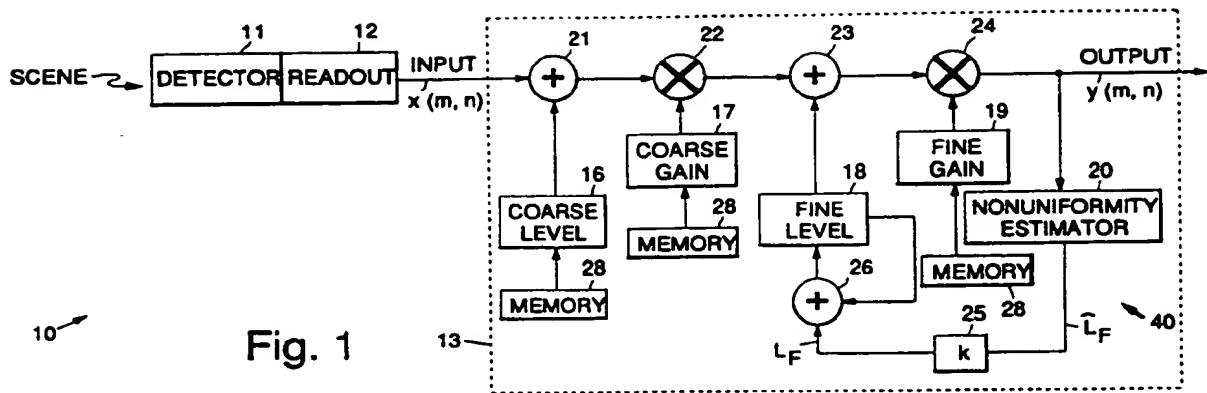 11
12
21
22
23
24
SCENE
DETECTOR
READOUT
INPUT
x (m, n)
+
×
+
×
OUTPUT
y (m, n)
17
COARSE
GAIN
19
FINE
GAIN
16
COARSE
LEVEL
28
MEMORY
18
FINE
LEVEL
20
NONUNIFORMITY
ESTIMATOR
28
MEMORY
26
+
MEMORY
28
10
Fig. 1
13
L_F
25
k
L̂_F
40